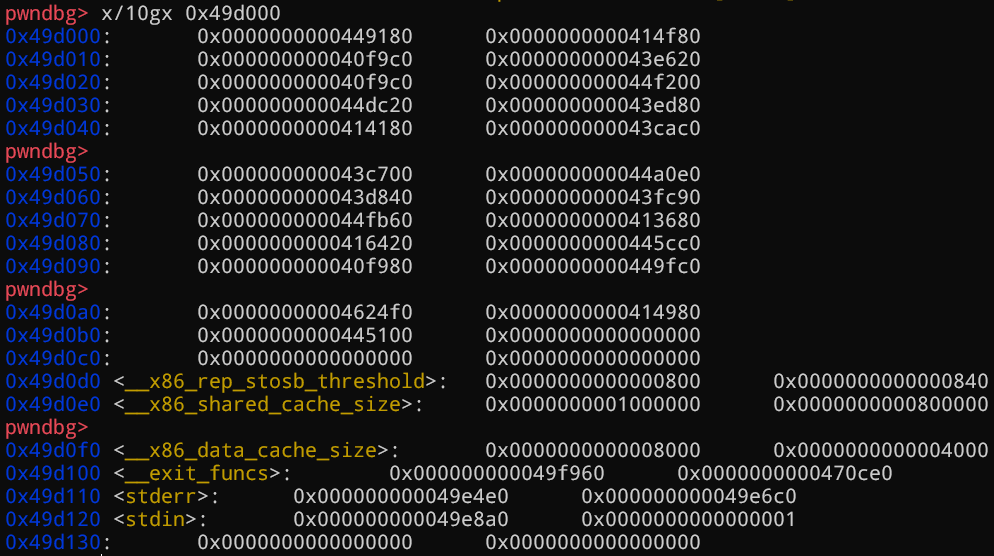 pwndbg> x/10gx 0x49d000
0x49d000: 0x0000000000449180 0x0000000000414f80
0x49d010: 0x000000000040f9c0 0x000000000043e620
0x49d020: 0x000000000040f9c0 0x000000000044f200
0x49d030: 0x000000000044dc20 0x000000000043ed80
0x49d040: 0x0000000000414180 0x000000000043cac0
pwndbg>
0x49d050: 0x000000000043c700 0x000000000044a0e0
0x49d060: 0x000000000043d840 0x000000000043fc90
0x49d070: 0x000000000044fb60 0x0000000000413680
0x49d080: 0x0000000000416420 0x0000000000445cc0
0x49d090: 0x000000000040f980 0x0000000000449fc0
pwndbg>
0x49d0a0: 0x00000000004624f0 0x0000000000414980
0x49d0b0: 0x0000000000445100 0x0000000000000000
0x49d0c0: 0x0000000000000000 0x0000000000000000
0x49d0d0 <__x86_rep_stosb_threshold>: 0x0000000000000800 0x0000000000000840
0x49d0e0 <__x86_shared_cache_size>: 0x0000000001000000 0x0000000000800000
pwndbg>
0x49d0f0 <__x86_data_cache_size>: 0x0000000000008000 0x0000000000004000
0x49d100 <__exit_funcs>: 0x000000000049f960 0x0000000000470ce0
0x49d110 <stderr>: 0x000000000049e4e0 0x000000000049e6c0
0x49d120 <stdin>: 0x000000000049e8a0 0x0000000000000001
0x49d130: 0x0000000000000000 0x0000000000000000